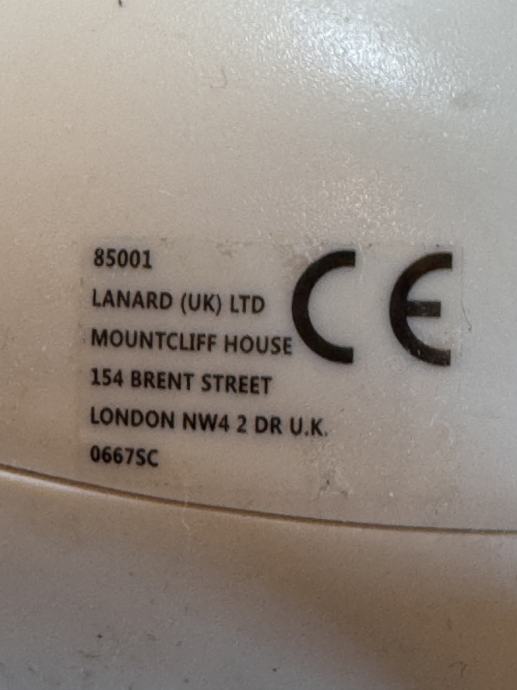 85001
LANARD (UK) LTD
MOUNTCLIFF HOUSE
154 BRENT STREET
LONDON NW4 2 DR U.K.
0667SC
CE